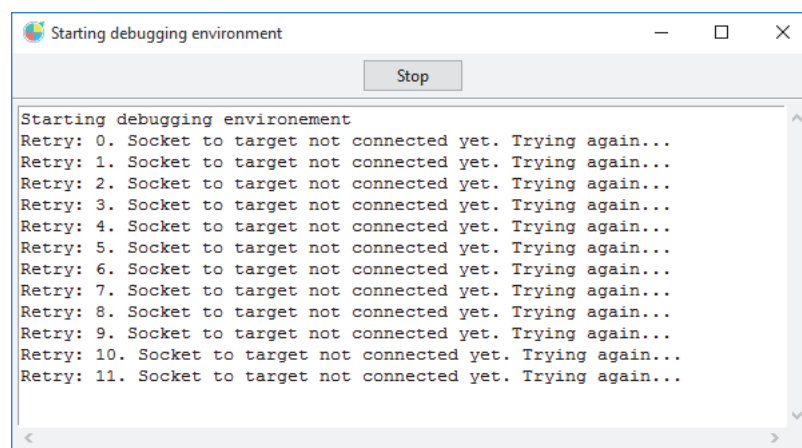 Starting debugging environment
Stop
Starting debugging environement
Retry: 0. Socket to target not connected yet. Trying again...
Retry: 1. Socket to target not connected yet. Trying again...
Retry: 2. Socket to target not connected yet. Trying again...
Retry: 3. Socket to target not connected yet. Trying again...
Retry: 4. Socket to target not connected yet. Trying again...
Retry: 5. Socket to target not connected yet. Trying again...
Retry: 6. Socket to target not connected yet. Trying again...
Retry: 7. Socket to target not connected yet. Trying again...
Retry: 8. Socket to target not connected yet. Trying again...
Retry: 9. Socket to target not connected yet. Trying again...
Retry: 10. Socket to target not connected yet. Trying again...
Retry: 11. Socket to target not connected yet. Trying again...